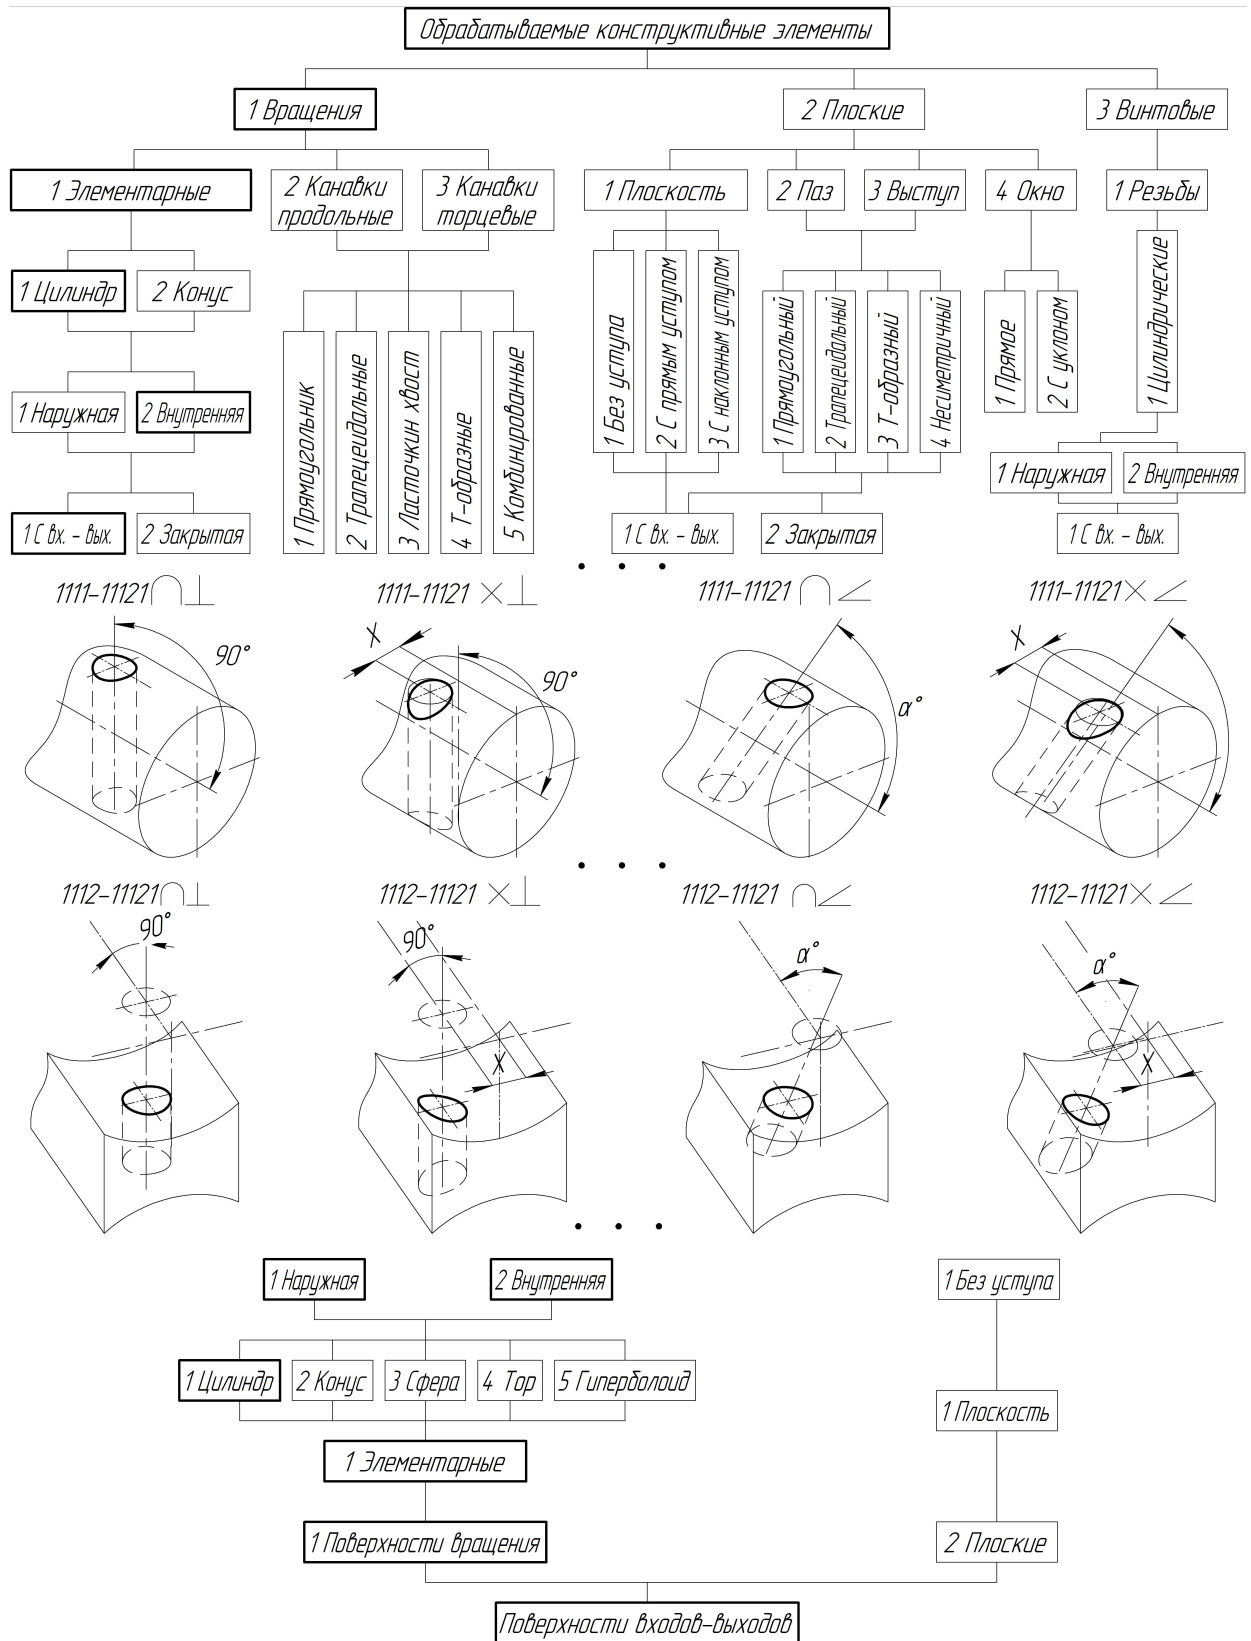 Обрабатываемые конструктивные элементы
1 Вращения
2 Плоские
3 Винтовые
1 Элементарные
2 Канавки
продольные
3 Канавки
торцевые
1 Плоскость
2 Паз
3 Выступ
4 Окно
1 Резьбы
1 Цилиндр
2 Конус
1 Наружная
2 Внутренняя
1 С вх. – вых.
2 Закрытая
1 Прямоугольник
2 Трапецеидальные
3 Ласточкин хвост
4 Т-образные
5 Комбинированные
1 Без уступа
2 С прямым уступом
3 С наклонным уступом
1 Прямоугольный
2 Трапецеидальный
3 Т-образный
4 Несиметричный
1 Прямое
2 С уклоном
1 Цилиндрические
1 Наружная
2 Внутренняя
1 С вх. – вых.
2 Закрытая
1 С вх. – вых.
1111–11121 ∩ ⊥
1111–11121 × ⊥
1111–11121 ∩ ∠
1111–11121 × ∠
90°
X
90°
α°
X
α°
1112–11121 ∩ ⊥
1112–11121 × ⊥
1112–11121 ∩ ∠
1112–11121 × ∠
90°
90°
X
α°
α°
X
1 Наружная
2 Внутренняя
1 Без уступа
1 Цилиндр
2 Конус
3 Сфера
4 Тор
5 Гиперболоид
1 Плоскость
1 Элементарные
1 Поверхности вращения
2 Плоские
Поверхности входов–выходов